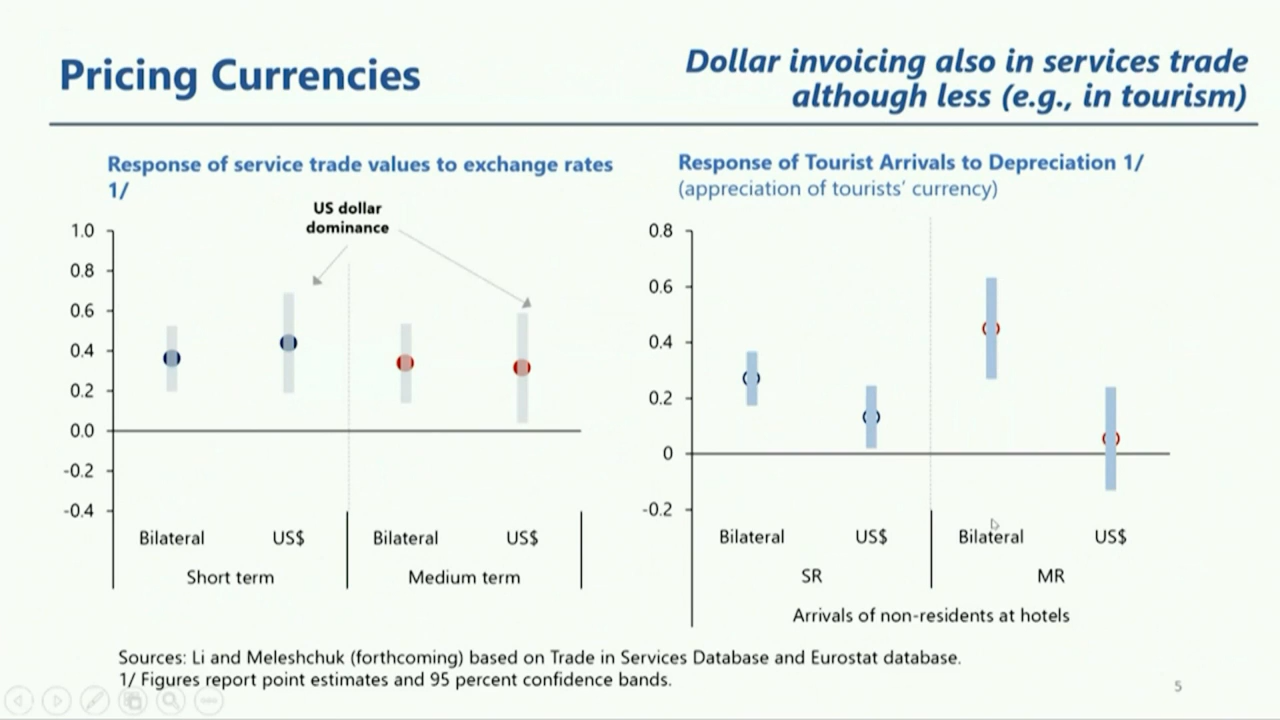 Pricing Currencies
Dollar invoicing also in services trade
although less (e.g., in tourism)
Response of service trade values to exchange rates
1/
US dollar
dominance
1.0
0.8
0.6
0.4
0.2
0.0
-0.2
-0.4
Bilateral US$ Bilateral US$
Short term Medium term
Response of Tourist Arrivals to Depreciation 1/
(appreciation of tourists’ currency)
0.8
0.6
0.4
0.2
0
-0.2
Bilateral US$ Bilateral US$
SR MR
Arrivals of non-residents at hotels
Sources: Li and Meleshchuk (forthcoming) based on Trade in Services Database and Eurostat database.
1/ Figures report point estimates and 95 percent confidence bands.
5